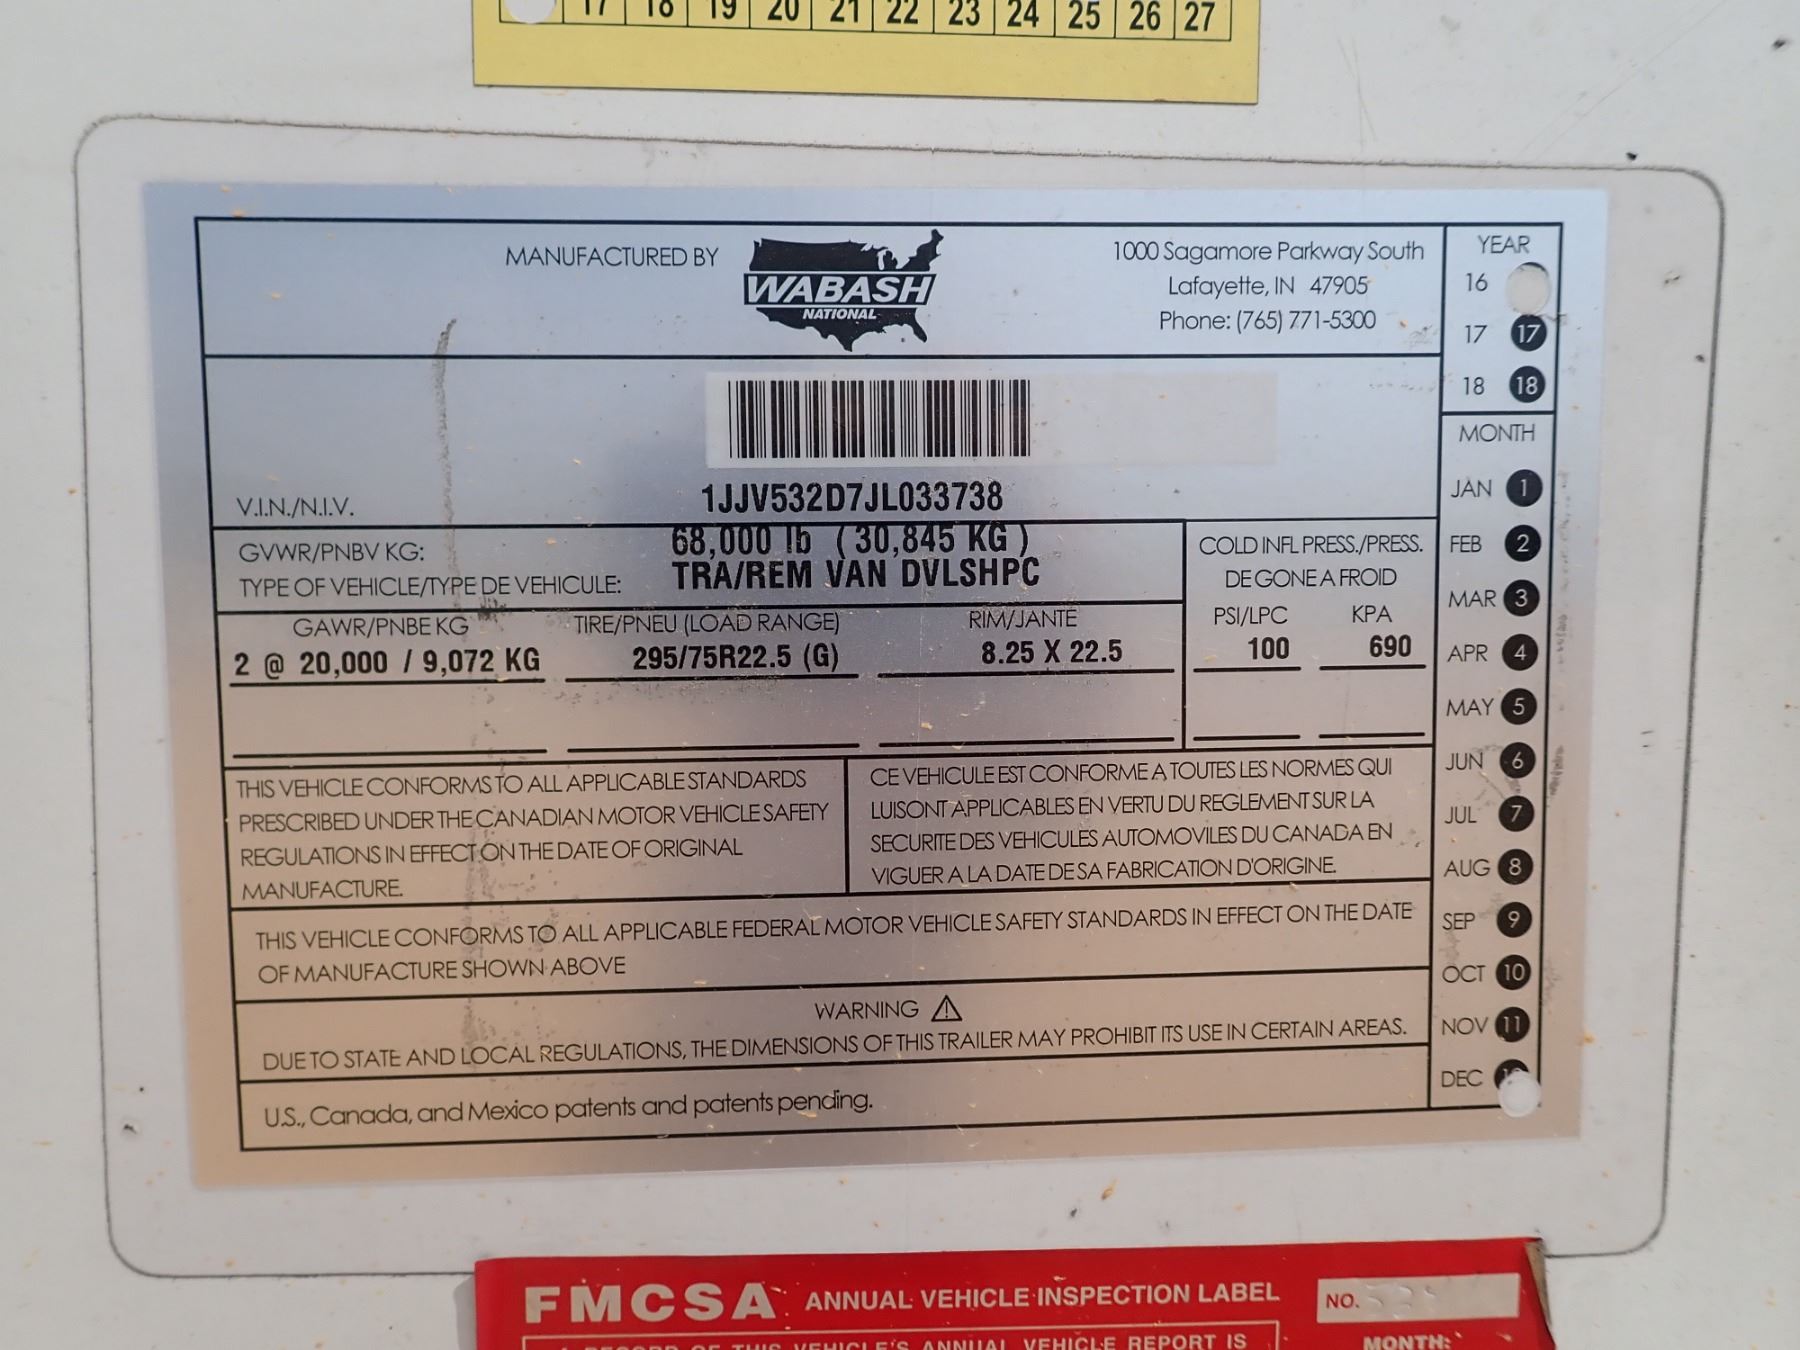 17 18 19 20 21 22 23 24 25 26 27
MANUFACTURED BY
WABASH
NATIONAL
1000 Sagamore Parkway South
Lafayette, IN 47905
Phone: (765) 771-5300
YEAR
16
17 17
18 18
V.I.N./N.I.V.
1JJV532D7JL033738
GVWR/PNBV KG:
68,000 lb (30,845 KG)
TYPE OF VEHICLE/TYPE DE VEHICULE:
TRA/REM VAN DVLSHPC
COLD INFL PRESS./PRESS.
DE GONE A FROID
GAWR/PNBE KG TIRE/PNEU (LOAD RANGE) RIM/JANTE PSI/LPC KPA
2 @ 20,000 / 9,072 KG 295/75R22.5 (G) 8.25 X 22.5 100 690
MONTH
JAN 1
FEB 2
MAR 3
APR 4
MAY 5
JUN 6
JUL 7
AUG 8
SEP 9
OCT 10
NOV 11
DEC
THIS VEHICLE CONFORMS TO ALL APPLICABLE STANDARDS
PRESCRIBED UNDER THE CANADIAN MOTOR VEHICLE SAFETY
REGULATIONS IN EFFECT ON THE DATE OF ORIGINAL
MANUFACTURE.
CE VEHICULE EST CONFORME A TOUTES LES NORMES QUI
LUISONT APPLICABLES EN VERTU DU REGLEMENT SUR LA
SECURITE DES VEHICULES AUTOMOVILES DU CANADA EN
VIGUER A LA DATE DE SA FABRICATION D'ORIGINE.
THIS VEHICLE CONFORMS TO ALL APPLICABLE FEDERAL MOTOR VEHICLE SAFETY STANDARDS IN EFFECT ON THE DATE
OF MANUFACTURE SHOWN ABOVE
WARNING
DUE TO STATE AND LOCAL REGULATIONS, THE DIMENSIONS OF THIS TRAILER MAY PROHIBIT ITS USE IN CERTAIN AREAS.
U.S., Canada, and Mexico patents and patents pending.
FMCSA ANNUAL VEHICLE INSPECTION LABEL NO.
A RECORD OF THIS VEHICLE'S ANNUAL VEHICLE REPORT IS
MONTH: